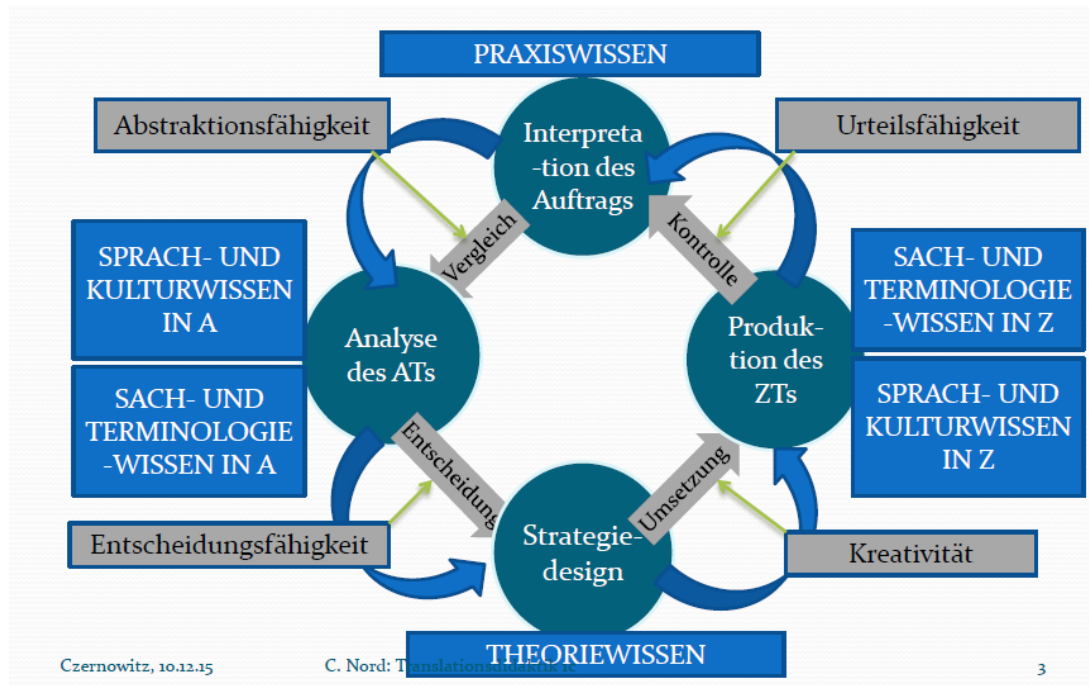 PRAXISWISSEN
Abstraktionsfähigkeit
Urteilsfähigkeit
Interpreta
-tion des
Auftrags
Vergleich
Kontrolle
SPRACH- UND
KULTURWISSEN
IN A
SACH- UND
TERMINOLOGIE
-WISSEN IN Z
Analyse
des ATs
Produk-
tion des
ZTs
SACH- UND
TERMINOLOGIE
-WISSEN IN A
SPRACH- UND
KULTURWISSEN
IN Z
Entscheidung
Umsetzung
Entscheidungsfähigkeit
Strategie-
design
Kreativität
THEORIEWISSEN
Czernowitz, 10.12.15
C. Nord: Translationsdidaktik 1c
3